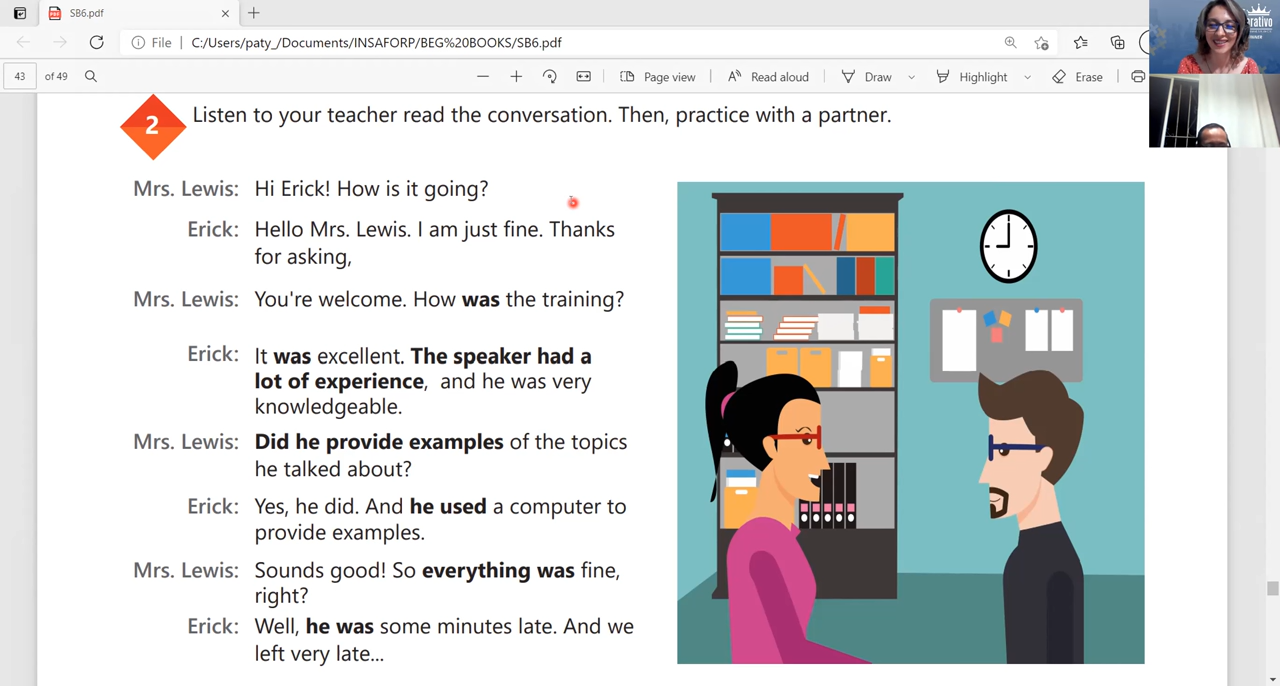 SB6.pdf
File C:/Users/paty_/Documents/INSAFORP/BEG%20BOOKS/SB6.pdf
43 of 49 Page view Read aloud Draw Highlight Erase
2 Listen to your teacher read the conversation. Then, practice with a partner.
Mrs. Lewis: Hi Erick! How is it going?
Erick: Hello Mrs. Lewis. I am just fine. Thanks
for asking,
Mrs. Lewis: You're welcome. How was the training?
Erick: It was excellent. The speaker had a
lot of experience, and he was very
knowledgeable.
Mrs. Lewis: Did he provide examples of the topics
he talked about?
Erick: Yes, he did. And he used a computer to
provide examples.
Mrs. Lewis: Sounds good! So everything was fine,
right?
Erick: Well, he was some minutes late. And we
left very late...